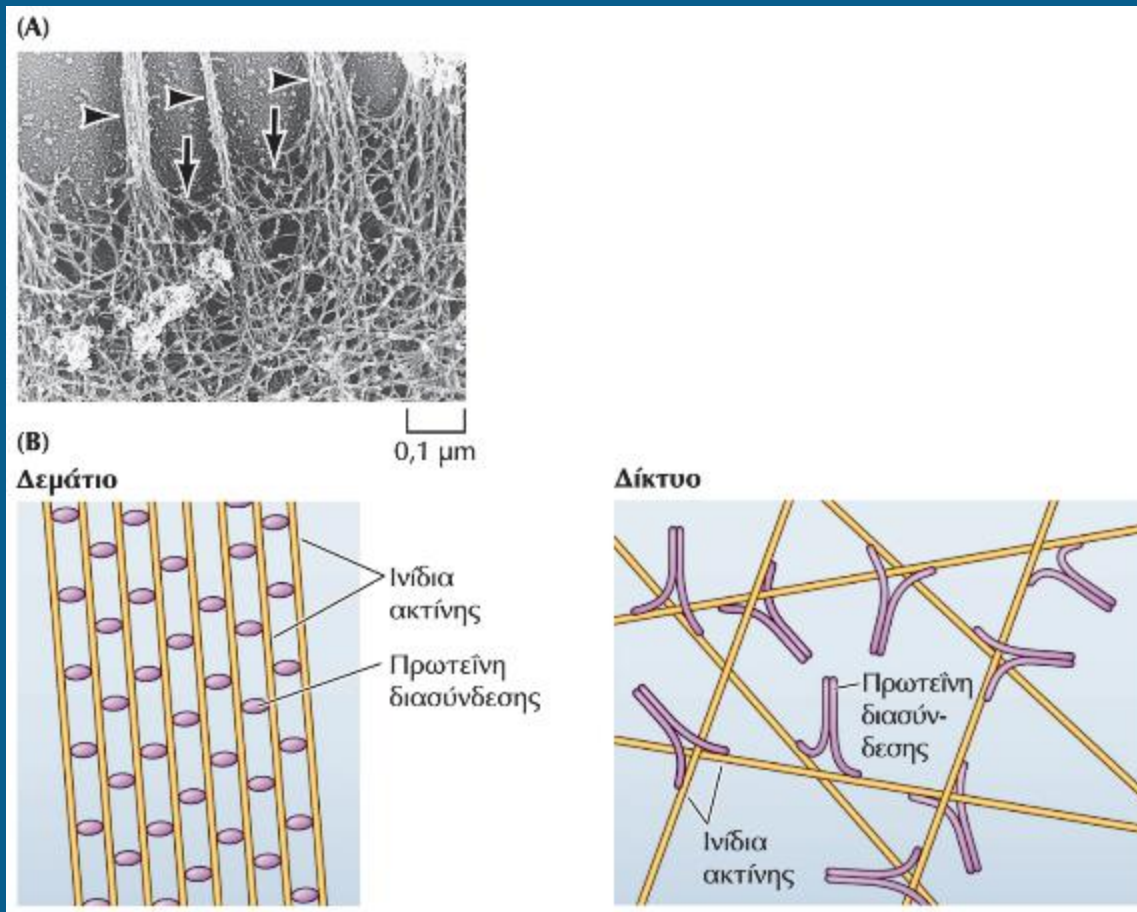 (A)
0,1 μm
(B)
Δεμάτιο
Ινίδια
ακτίνης
Πρωτεΐνη
διασύνδεσης
Δίκτυο
Πρωτεΐνη
διασύν-
δεσης
Ινίδια
ακτίνης